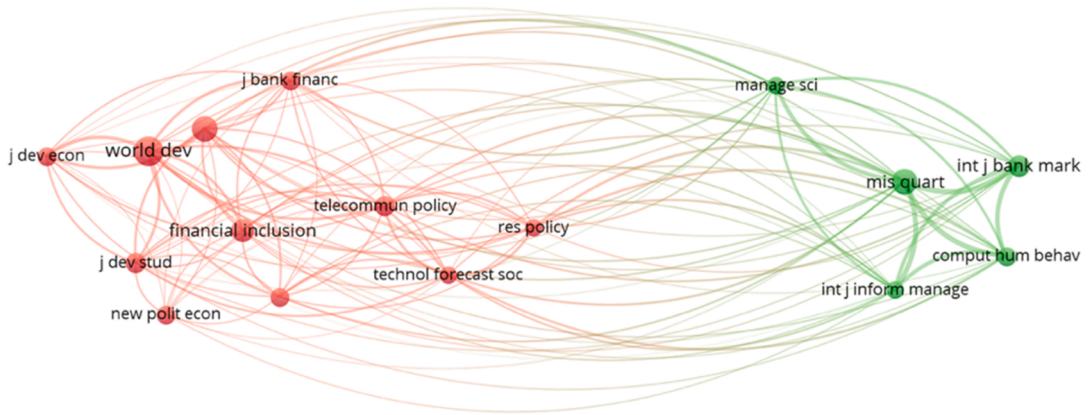 j bank financ
manage sci
j dev econ
world dev
int j bank mark
mis quart
telecommun policy
financial inclusion
res policy
j dev stud
technol forecast soc
comput hum behav
int j inform manage
new polit econ